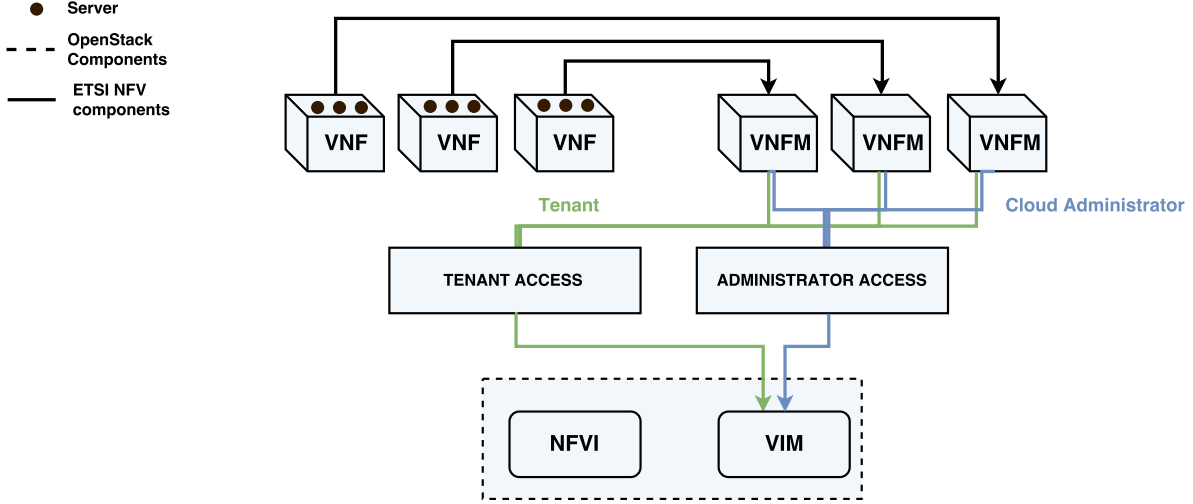 Server
OpenStack
Components
ETSI NFV
components
VNF
VNF
VNF
VNFM
VNFM
VNFM
Tenant
Cloud Administrator
TENANT ACCESS
ADMINISTRATOR ACCESS
NFVI
VIM